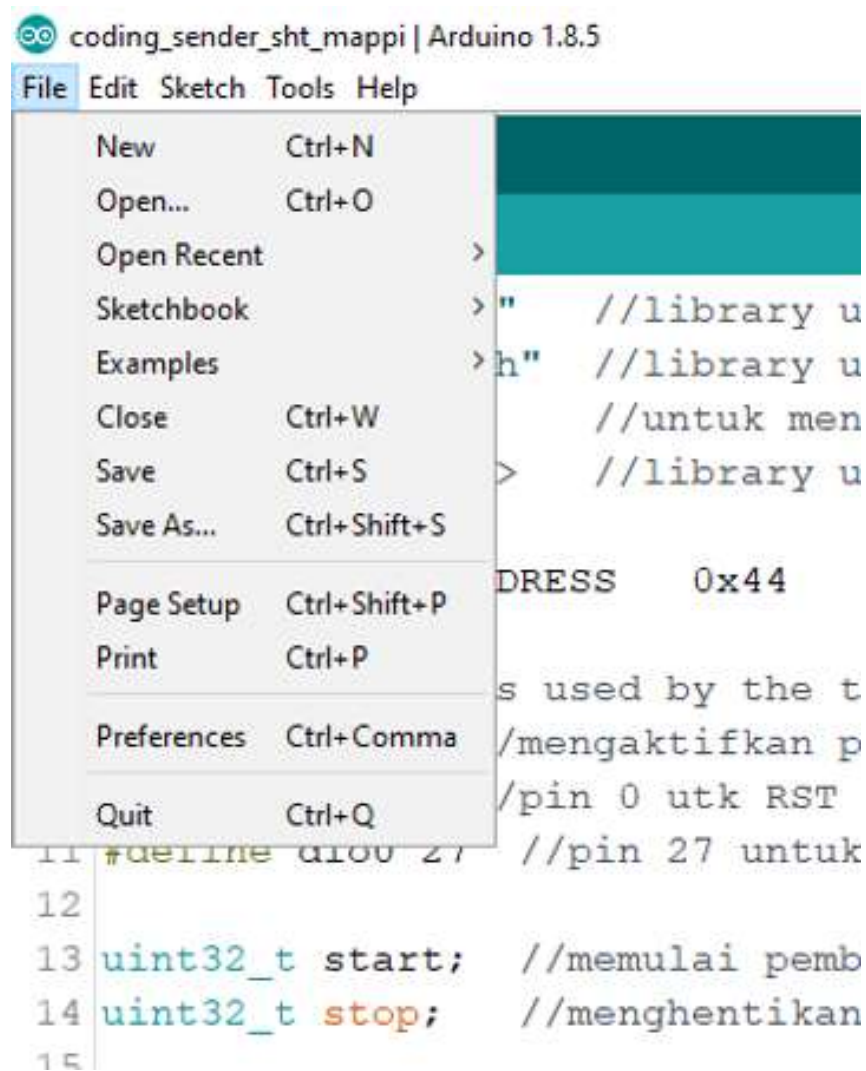 coding_sender_sht_mappi | Arduino 1.8.5
File Edit Sketch Tools Help
New Ctrl+N
Open... Ctrl+O
Open Recent >
Sketchbook >
Examples >
Close Ctrl+W
Save Ctrl+S
Save As... Ctrl+Shift+S
Page Setup Ctrl+Shift+P
Print Ctrl+P
Preferences Ctrl+Comma
Quit Ctrl+Q
" //library u
h" //library u
//untuk men
> //library u
DRESS 0x44
s used by the t
/mengaktifkan p
/pin 0 utk RST
11 #define dio0 27 //pin 27 untuk
12
13 uint32_t start; //memulai pemb
14 uint32_t stop; //menghentikan
15